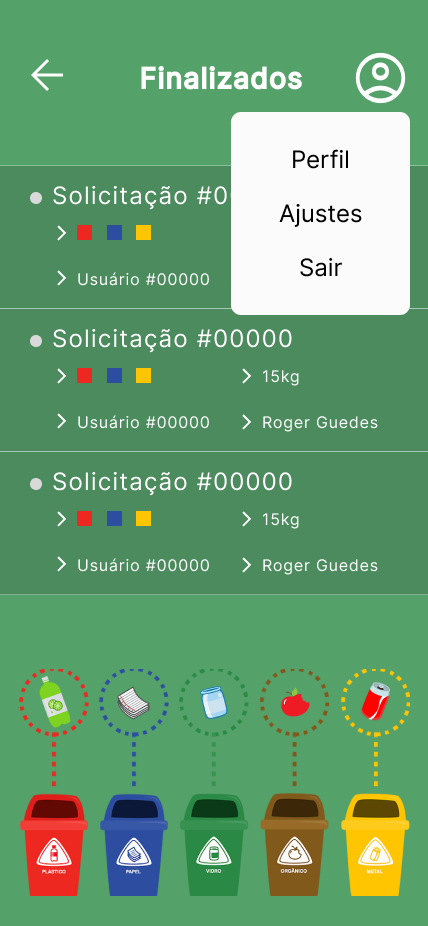 Finalizados
Perfil
Ajustes
Sair
Solicitação #0
Usuário #00000
Solicitação #00000
15kg
Usuário #00000 Roger Guedes
Solicitação #00000
15kg
Usuário #00000 Roger Guedes
PLÁSTICO PAPEL VIDRO ORGÂNICO METAL